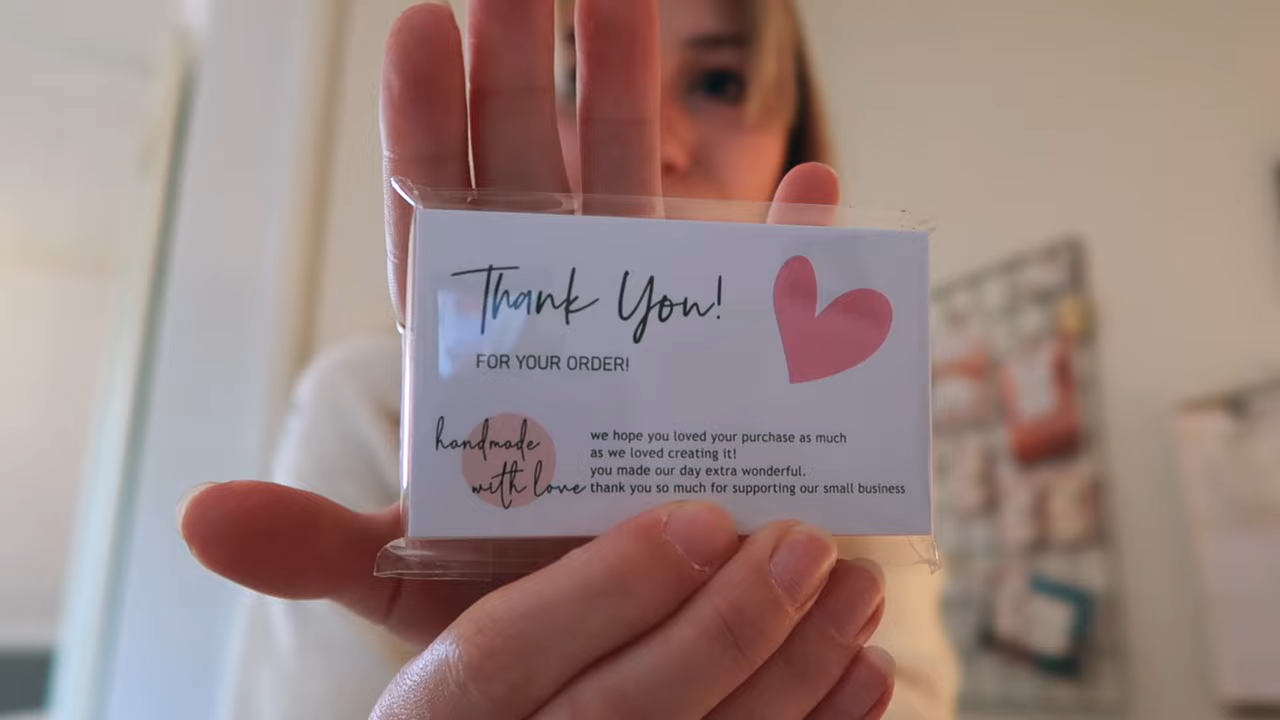 Thank You!
FOR YOUR ORDER!
handmade
with love
we hope you loved your purchase as much
as we loved creating it!
you made our day extra wonderful.
thank you so much for supporting our small business